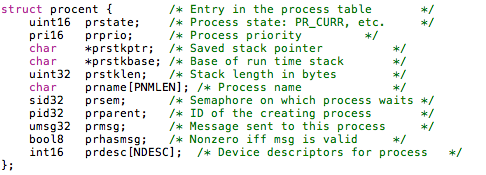 struct procent {        /* Entry in the process table      */
    uint16  prstate;    /* Process state: PR_CURR, etc.     */
    pri16   prprio;     /* Process priority         */
    char    *prstkptr;  /* Saved stack pointer          */
    char    *prstkbase; /* Base of run time stack       */
    uint32  prstklen;   /* Stack length in bytes        */
    char    prname[PNMLEN]; /* Process name             */
    sid32   prsem;      /* Semaphore on which process waits */
    pid32   prparent;   /* ID of the creating process       */
    umsg32  prmsg;      /* Message sent to this process     */
    bool8   prhasmsg;   /* Nonzero iff msg is valid     */
    int16   prdesc[NDESC];  /* Device descriptors for process   */
};